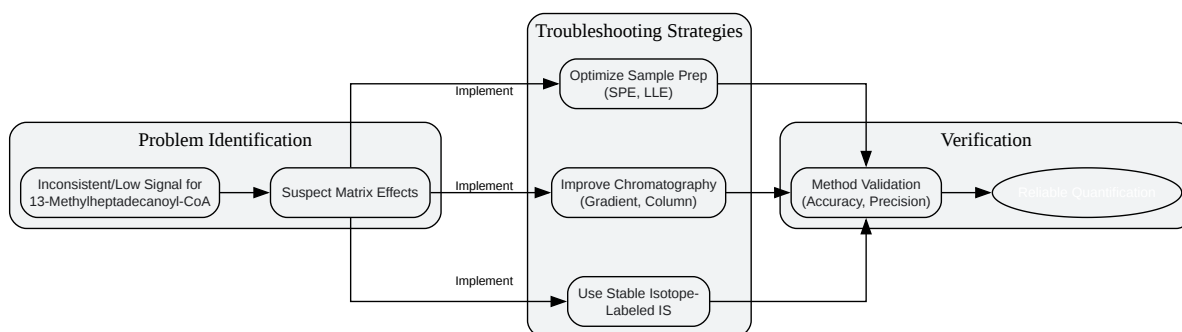 Troubleshooting Strategies
Optimize Sample Prep
(SPE, LLE)
Implement
Problem Identification
Verification
Inconsistent/Low Signal for
13-Methylheptadecanoyl-CoA
Suspect Matrix Effects
Implement
Improve Chromatography
(Gradient, Column)
Method Validation
(Accuracy, Precision)
Reliable Quantification
Implement
Use Stable Isotope-
Labeled IS